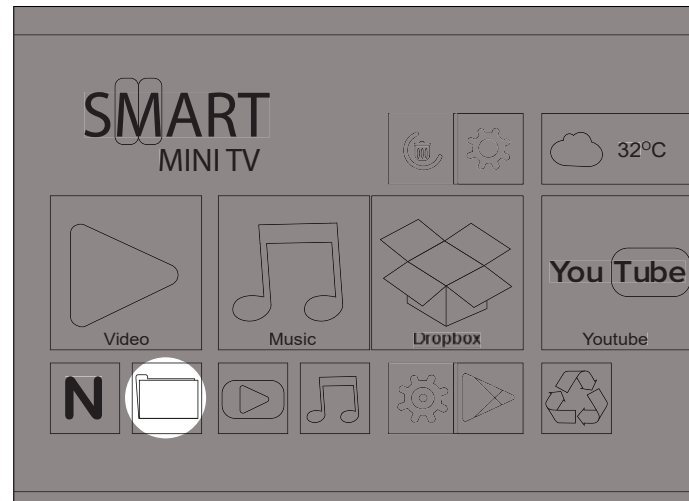 SMART
MINI TV
32°C
You Tube
Video
Music
Dropbox
Youtube
N